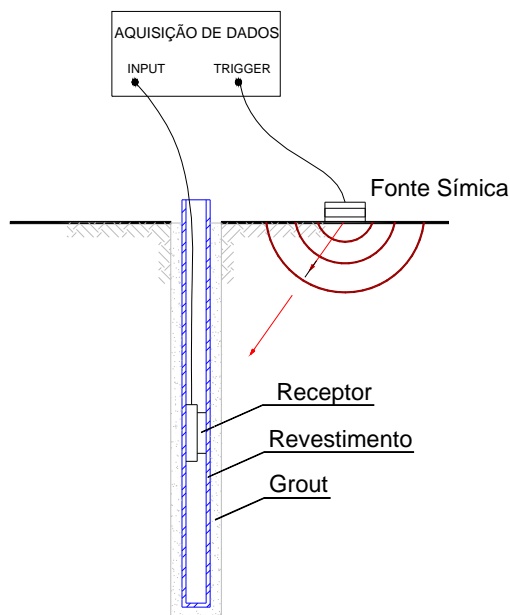 AQUISIÇÃO DE DADOS
INPUT
TRIGGER
Fonte Símica
Receptor
Revestimento
Grout